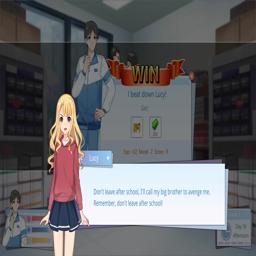 WIN
I beat down Lucy!
Get:
Lucy
Don't leave after school, I'll call my big brother to avenge me.
Remember, don't leave after school!